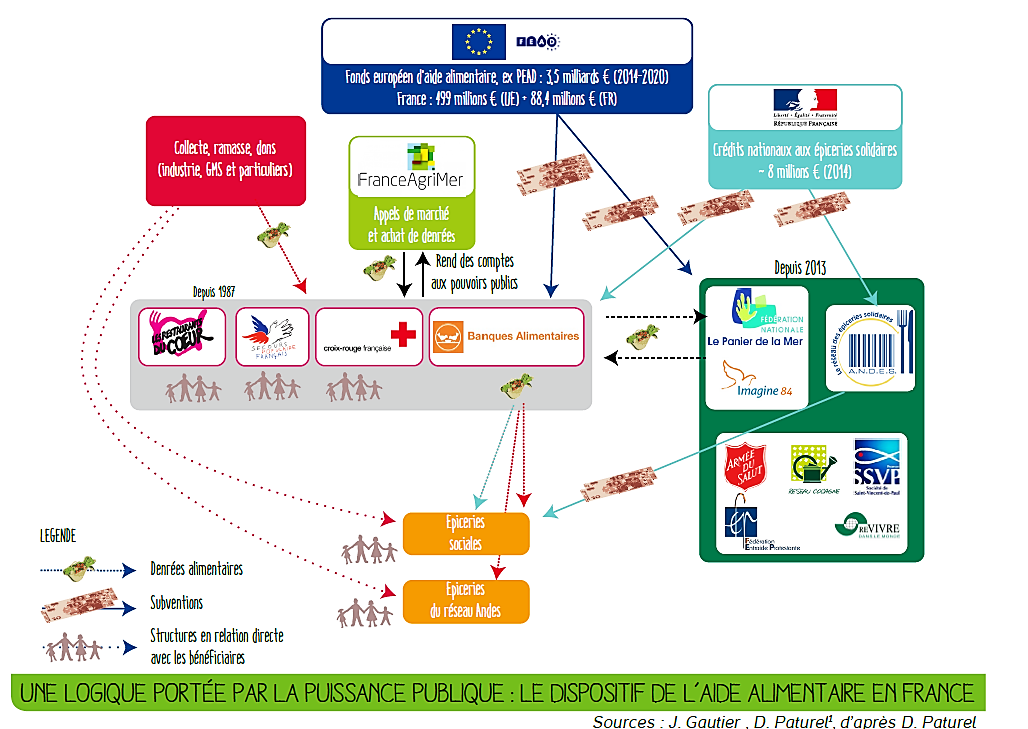 FEAD
Fonds européen d'aide alimentaire, ex PEAD : 3,5 milliards € (2014-2020)
France : 499 millions € (UE) + 88,4 millions € (FR)
Liberté • Égalité • Fraternité
RÉPUBLIQUE FRANÇAISE
Crédits nationaux aux épiceries solidaires
~ 8 millions € (2014)
Collecte, ramasse, dons
(industrie, GMS et particuliers)
FranceAgriMer
Appels de marché
et achat de denrées
Rend des comptes
aux pouvoirs publics
Depuis 1987
Depuis 2013
LES RESTAURANTS
DU CŒUR
SECOURS
POPULAIRE
FRANÇAIS
croix-rouge française
Banques Alimentaires
FÉDÉRATION
NATIONALE
Le Panier de la Mer
Imagine 84
Le réseau des épiceries solidaires
A.N.D.E.S.
ARMÉE
DU SALUT
RESEAU COCAGNE
SSVP
Société de
Saint-Vincent-de-Paul
Fédération
Entraide Protestante
REVIVRE
DANS LE MONDE
Epiceries
sociales
Epiceries
du réseau Andes
LEGENDE
Denrées alimentaires
Subventions
Structures en relation directe
avec les bénéficiaires
UNE LOGIQUE PORTÉE PAR LA PUISSANCE PUBLIQUE : LE DISPOSITIF DE L'AIDE ALIMENTAIRE EN FRANCE
Sources : J. Gautier , D. Paturel¹, d'après D. Paturel